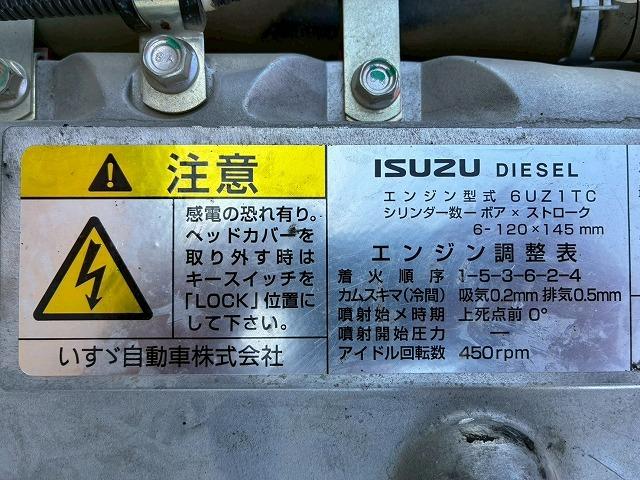 注意
感電の恐れ有り。
ヘッドカバーを
取り外す時は
キースイッチを
「LOCK」位置に
して下さい。
いすゞ自動車株式会社
ISUZU DIESEL
エンジン型式 6UZ1TC
シリンダー数－ボア×ストローク
6-120×145mm
エンジン調整表
着火順序 1-5-3-6-2-4
カムスキマ(冷間) 吸気0.2mm 排気0.5mm
噴射始メ時期 上死点前0°
噴射開始圧力 ―
アイドル回転数 450rpm